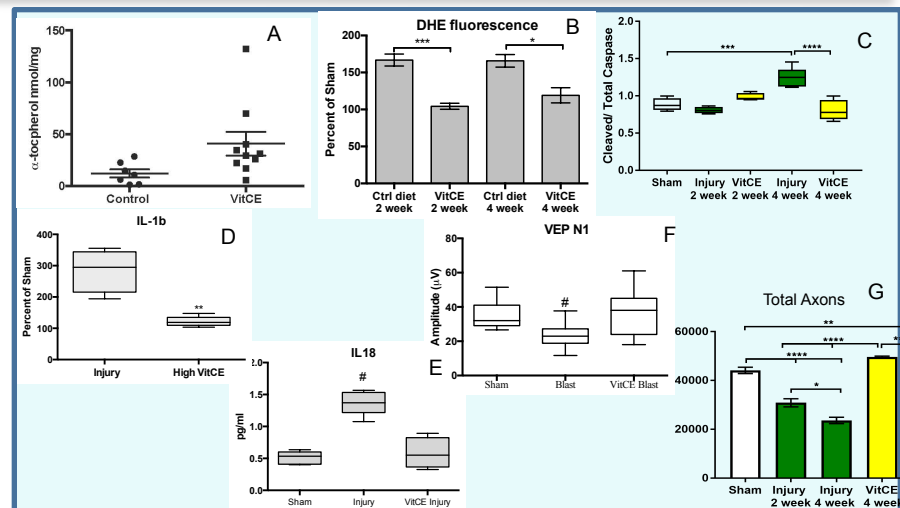 A
150
100
50
0
α-tocpherol nmol/mg
Control VitCE
DHE fluorescence
B
200
150
100
50
0
Percent of Sham
*** *
Ctrl diet VitCE Ctrl diet VitCE
2 week 2 week 4 week 4 week
C
2.0
1.5
1.0
0.5
0.0
Cleaved/ Total Caspase
*** ****
Sham Injury VitCE Injury VitCE
2 week 2 week 4 week 4 week
IL-1b
D
400
300
200
100
0
Percent of Sham
**
Injury High VitCE
IL18
E
2.0
1.5
1.0
0.5
0.0
pg/ml
#
Sham Injury VitCE Injury
VEP N1
F
80
60
40
20
0
Amplitude (μV)
#
Sham Blast VitCE Blast
G
Total Axons
60000
40000
20000
0
**
**** **
****
*
Sham Injury Injury VitCE
2 week 4 week 4 week